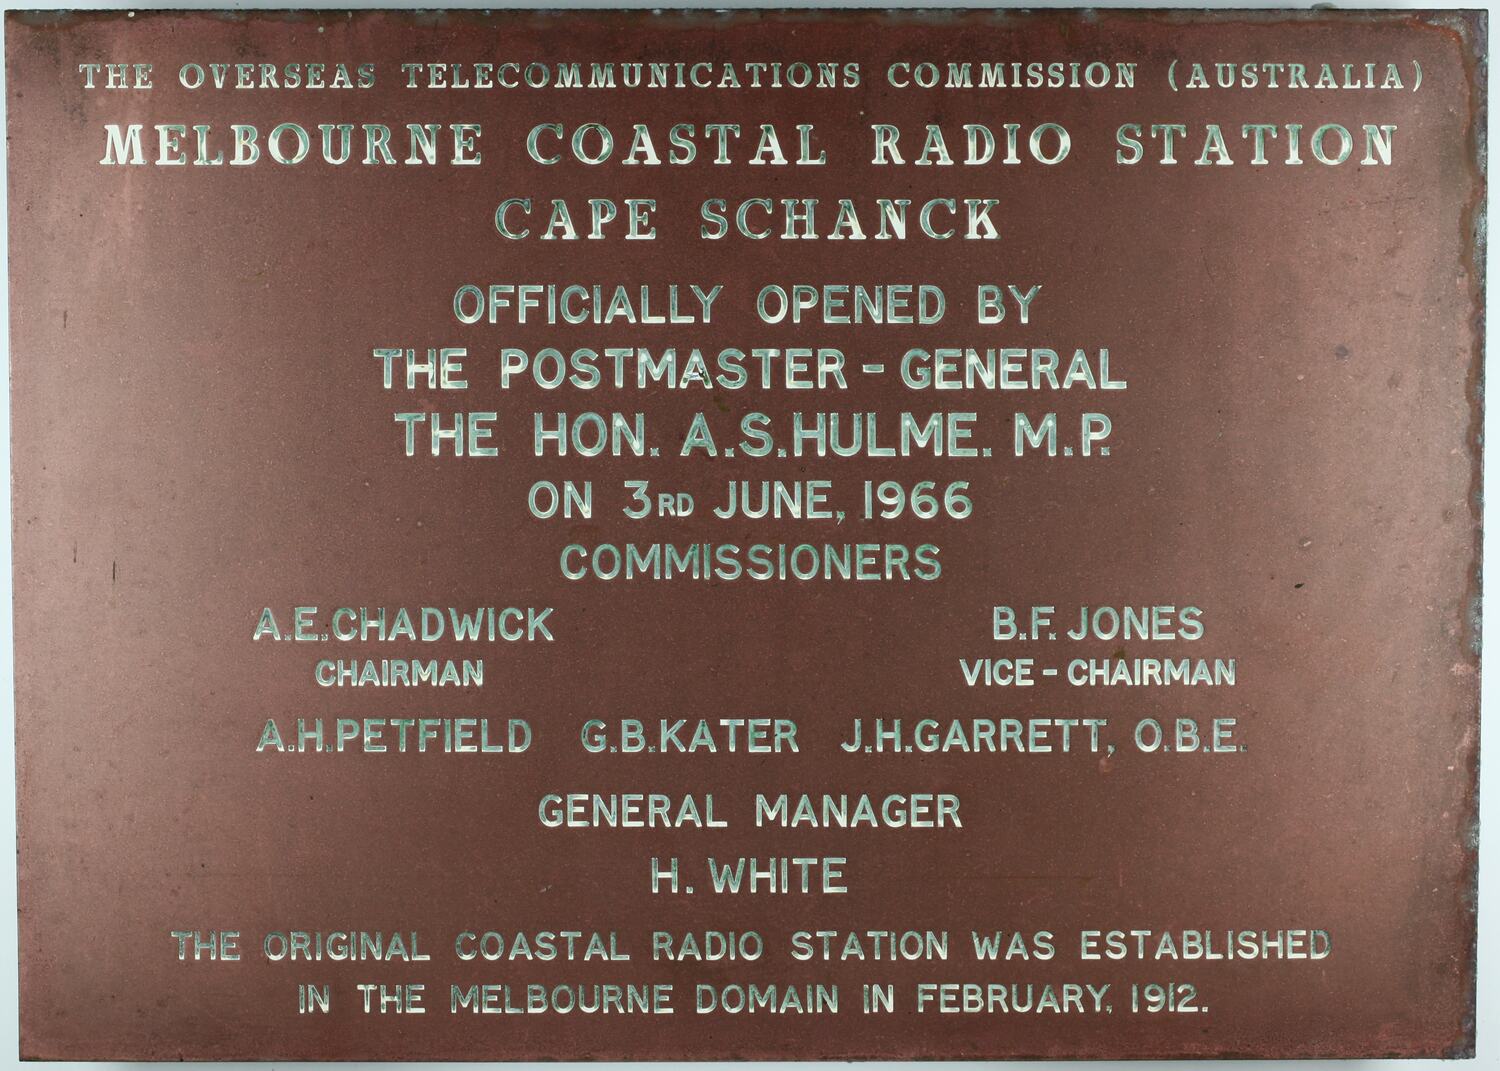 THE OVERSEAS TELECOMMUNICATIONS COMMISSION (AUSTRALIA)
MELBOURNE COASTAL RADIO STATION
CAPE SCHANCK
OFFICIALLY OPENED BY
THE POSTMASTER - GENERAL
THE HON. A.S.HULME. M.P.
ON 3RD JUNE, 1966
COMMISSIONERS
A.E.CHADWICK B.F. JONES
CHAIRMAN VICE - CHAIRMAN
A.H.PETFIELD G.B.KATER J.H.GARRETT, O.B.E.
GENERAL MANAGER
H. WHITE
THE ORIGINAL COASTAL RADIO STATION WAS ESTABLISHED
IN THE MELBOURNE DOMAIN IN FEBRUARY, 1912.